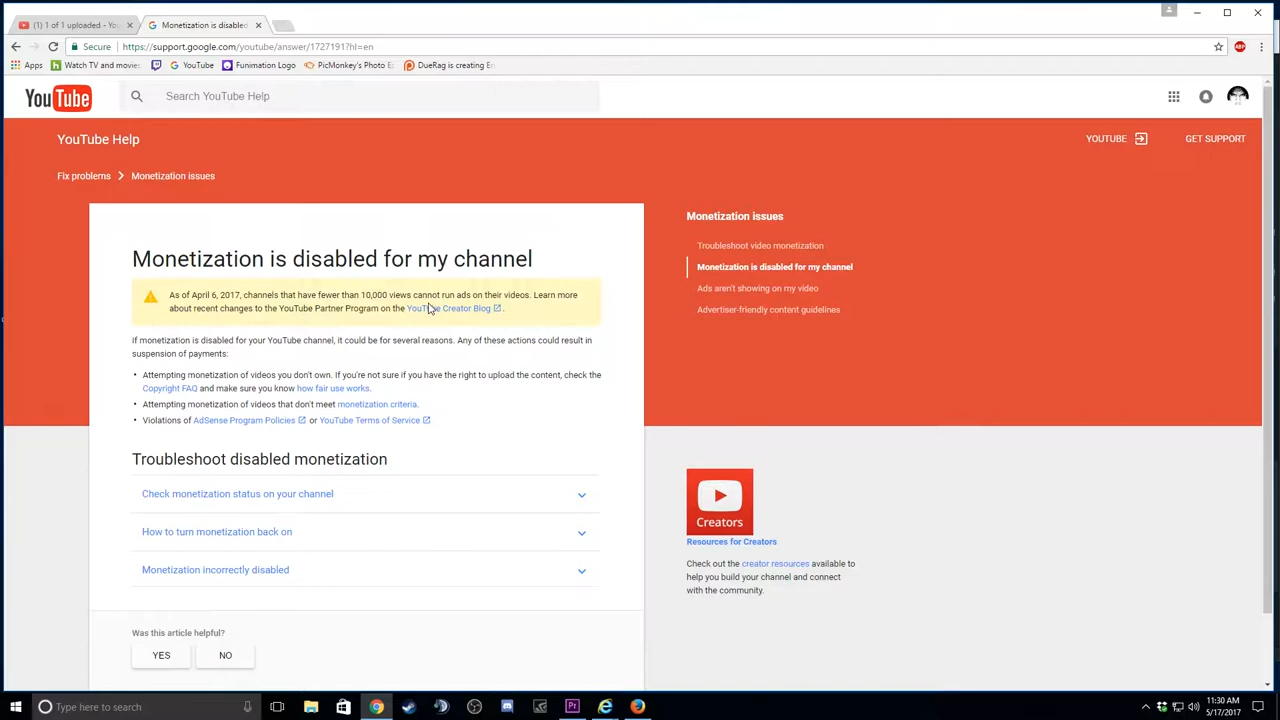 (1) 1 of 1 uploaded - You
Monetization is disabled
Secure
https://support.google.com/youtube/answer/1727191?hl=en
ABP
Apps
Watch TV and movies
YouTube
Funimation Logo
PicMonkey's Photo E
DueRag is creating En
YouTube
Search YouTube Help
YouTube Help
YOUTUBE
GET SUPPORT
Fix problems
Monetization issues
Monetization is disabled for my channel
As of April 6, 2017, channels that have fewer than 10,000 views cannot run ads on their videos. Learn more
about recent changes to the YouTube Partner Program on the YouTube Creator Blog .
If monetization is disabled for your YouTube channel, it could be for several reasons. Any of these actions could result in
suspension of payments:
• Attempting monetization of videos you don't own. If you're not sure if you have the right to upload the content, check the
Copyright FAQ and make sure you know how fair use works.
• Attempting monetization of videos that don't meet monetization criteria.
• Violations of AdSense Program Policies or YouTube Terms of Service
Troubleshoot disabled monetization
Check monetization status on your channel
How to turn monetization back on
Monetization incorrectly disabled
Was this article helpful?
YES
NO
Monetization issues
Troubleshoot video monetization
Monetization is disabled for my channel
Ads aren't showing on my video
Advertiser-friendly content guidelines
Creators
Resources for Creators
Check out the creator resources available to
help you build your channel and connect
with the community.
Type here to search
Pr
11:30 AM
5/17/2017